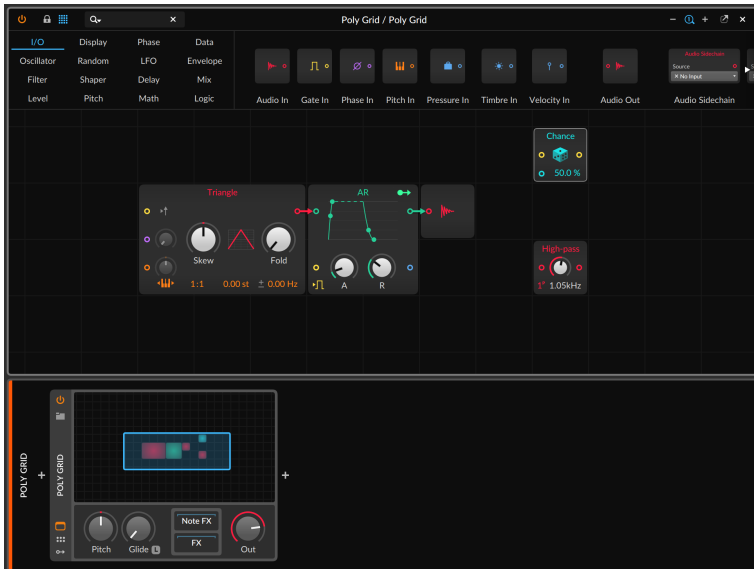 Poly Grid / Poly Grid
I/O Display Phase Data
Oscillator Random LFO Envelope
Filter Shaper Delay Mix
Level Pitch Math Logic
Audio In Gate In Phase In Pitch In Pressure In Timbre In Velocity In Audio Out Audio Sidechain
Audio Sidechain
Source
× No Input
Chance
50.0 %
Triangle
Skew Fold
1:1 0.00 st ± 0.00 Hz
AR
A R
High-pass
1° 1.05kHz
POLY GRID
POLY GRID
Pitch Glide L
Note FX
FX
Out